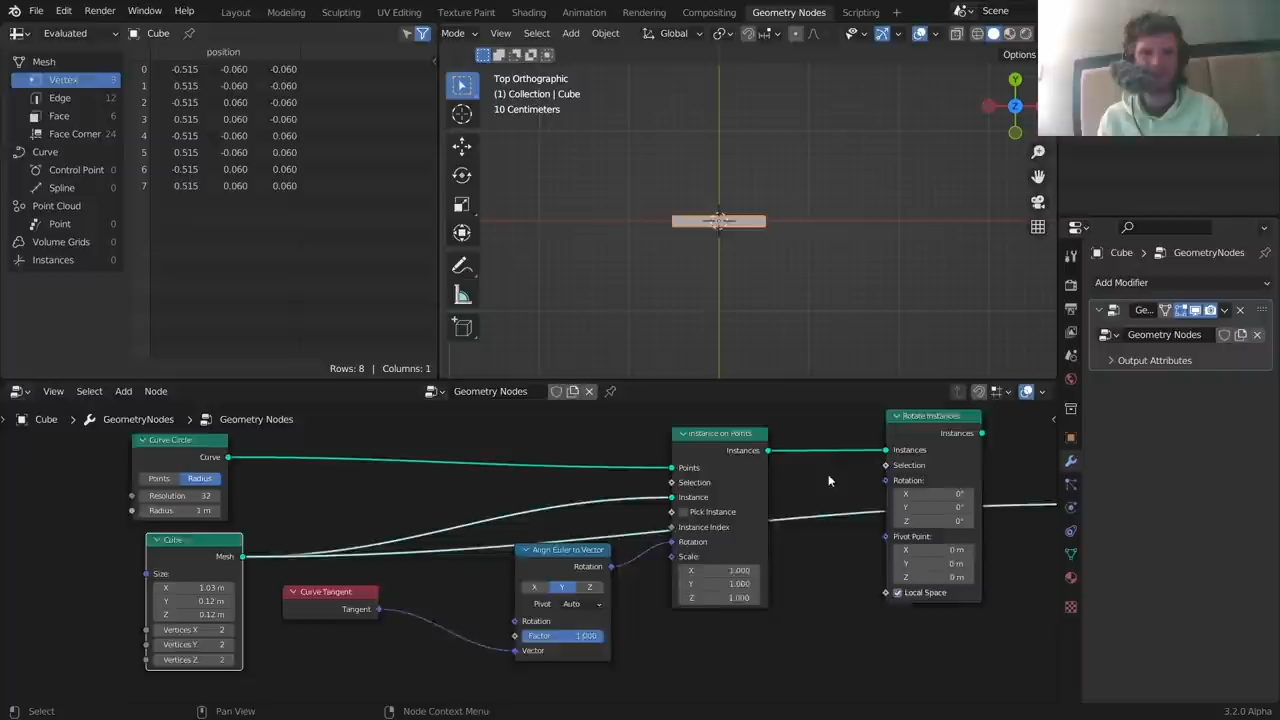 File Edit Render Window Help Layout Modeling Sculpting UV Editing Texture Paint Shading Animation Rendering Compositing Geometry Nodes Scripting Scene
Evaluated Cube
Mode View Select Add Object Global
Options
position
Mesh
Vertex
Edge 12
Face 6
Face Corner 24
Curve
Control Point 0
Spline 0
Point Cloud
Point 0
Volume Grids 0
Instances 0
0 -0.515 -0.060 -0.060
1 0.515 -0.060 -0.060
2 -0.515 0.060 -0.060
3 0.515 0.060 -0.060
4 -0.515 -0.060 0.060
5 0.515 -0.060 0.060
6 -0.515 0.060 0.060
7 0.515 0.060 0.060
Rows: 8 | Columns: 1
Top Orthographic
(1) Collection | Cube
10 Centimeters
Y
Z
Cube GeometryNodes
Add Modifier
Ge...
Geometry Nodes
Output Attributes
View Select Add Node Geometry Nodes
Cube GeometryNodes Geometry Nodes
Curve Circle
Curve
Points Radius
Resolution 32
Radius 1 m
Cube
Mesh
Size:
X 1.03 m
Y 0.12 m
Z 0.12 m
Vertices X 2
Vertices Y 2
Vertices Z 2
Curve Tangent
Tangent
Align Euler to Vector
Rotation
X Y Z
Pivot Auto
Rotation
Factor 1.000
Vector
Instance on Points
Instances
Points
Selection
Instance
Pick Instance
Instance Index
Rotation
Scale:
X 1.000
Y 1.000
Z 1.000
Rotate Instances
Instances
Instances
Selection
Rotation:
X 0°
Y 0°
Z 0°
Pivot Point:
X 0 m
Y 0 m
Z 0 m
Local Space
Select Pan View Node Context Menu 3.2.0 Alpha